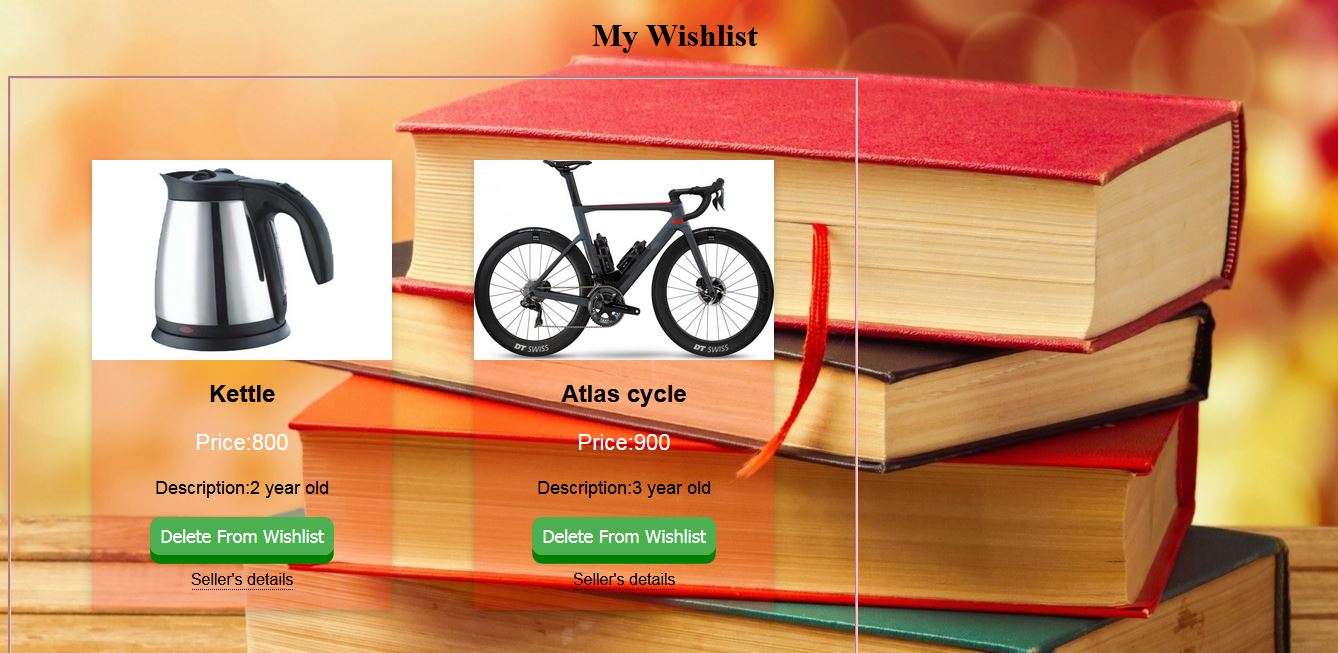 My Wishlist
DT SWISS
DT SWISS
Kettle
Price:800
Description:2 year old
Delete From Wishlist
Seller's details
Atlas cycle
Price:900
Description:3 year old
Delete From Wishlist
Seller's details